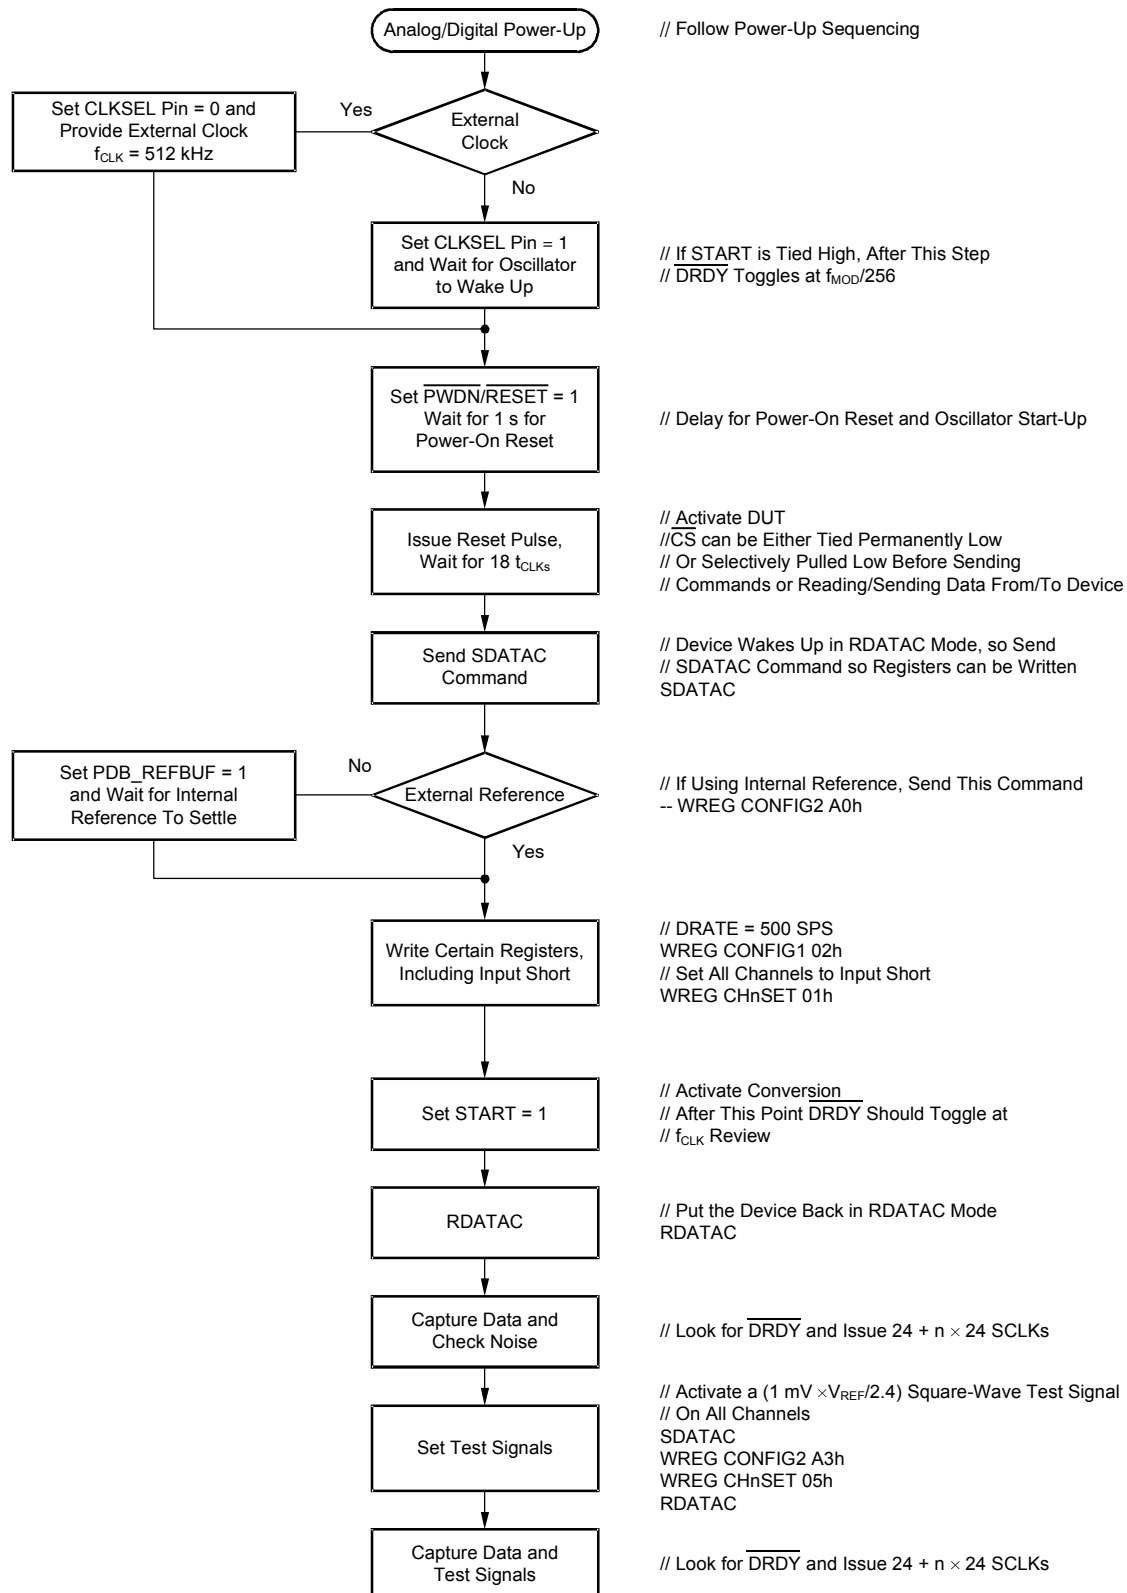 Analog/Digital Power-Up
// Follow Power-Up Sequencing
Set CLKSEL Pin = 0 and
Provide External Clock
fCLK = 512 kHz
Yes
External
Clock
No
Set CLKSEL Pin = 1
and Wait for Oscillator
to Wake Up
// If START is Tied High, After This Step
// DRDY Toggles at fMOD/256
Set PWDN/RESET = 1
Wait for 1 s for
Power-On Reset
// Delay for Power-On Reset and Oscillator Start-Up
Issue Reset Pulse,
Wait for 18 tCLKs
// Activate DUT
//CS can be Either Tied Permanently Low
// Or Selectively Pulled Low Before Sending
// Commands or Reading/Sending Data From/To Device
Send SDATAC
Command
// Device Wakes Up in RDATAC Mode, so Send
// SDATAC Command so Registers can be Written
SDATAC
Set PDB_REFBUF = 1
and Wait for Internal
Reference To Settle
No
External Reference
Yes
// If Using Internal Reference, Send This Command
-- WREG CONFIG2 A0h
Write Certain Registers,
Including Input Short
// DRATE = 500 SPS
WREG CONFIG1 02h
// Set All Channels to Input Short
WREG CHnSET 01h
Set START = 1
// Activate Conversion
// After This Point DRDY Should Toggle at
// fCLK Review
RDATAC
// Put the Device Back in RDATAC Mode
RDATAC
Capture Data and
Check Noise
// Look for DRDY and Issue 24 + n × 24 SCLKs
Set Test Signals
// Activate a (1 mV ×VREF/2.4) Square-Wave Test Signal
// On All Channels
SDATAC
WREG CONFIG2 A3h
WREG CHnSET 05h
RDATAC
Capture Data and
Test Signals
// Look for DRDY and Issue 24 + n × 24 SCLKs